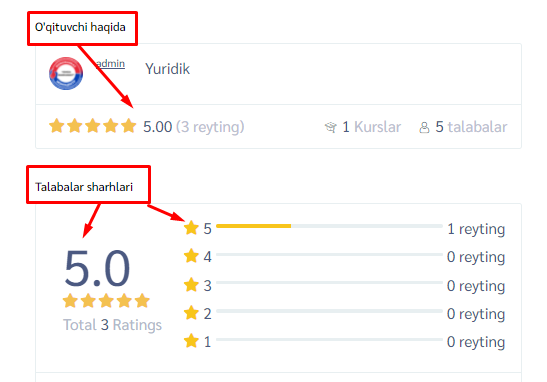 O'qituvchi haqida
admin
Yuridik
5.00 (3 reyting)
1 Kurslar
5 talabalar
Talabalar sharhlari
5.0
Total 3 Ratings
5
1 reyting
4
0 reyting
3
0 reyting
2
0 reyting
1
0 reyting